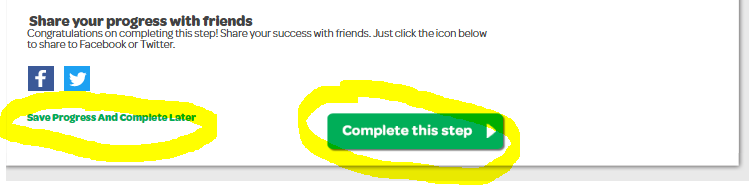 Share your progress with friends
Congratulations on completing this step! Share your success with friends. Just click the icon below
to share to Facebook or Twitter.
f
Save Progress And Complete Later
Complete this step